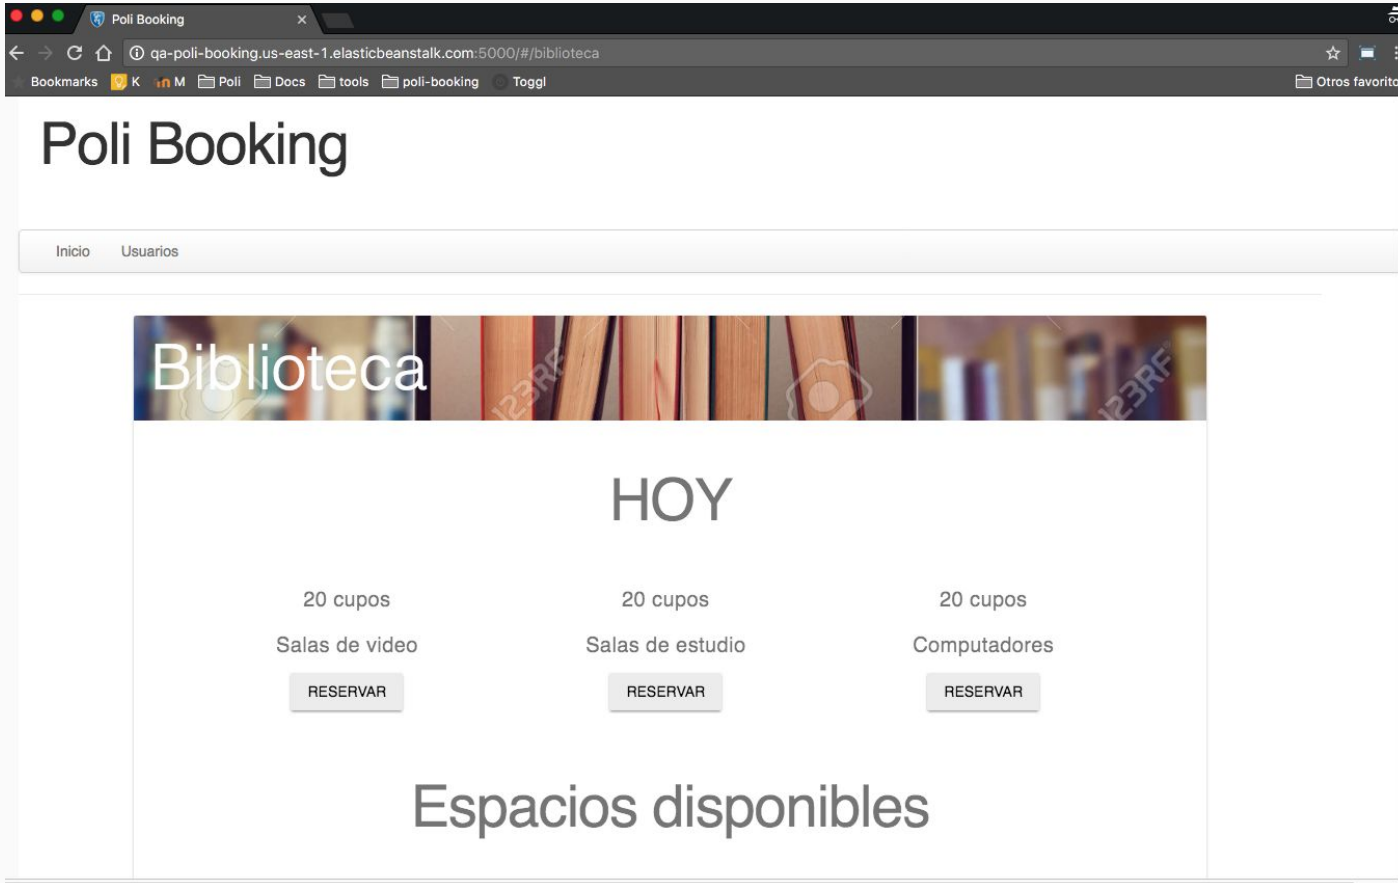 Poli Booking
qa-poli-booking.us-east-1.elasticbeanstalk.com:5000/#/biblioteca
Bookmarks K M Poli Docs tools poli-booking Toggl Otros favorito
Poli Booking
Inicio Usuarios
Biblioteca
123RF 123RF
HOY
20 cupos 20 cupos 20 cupos
Salas de video Salas de estudio Computadores
RESERVAR RESERVAR RESERVAR
Espacios disponibles